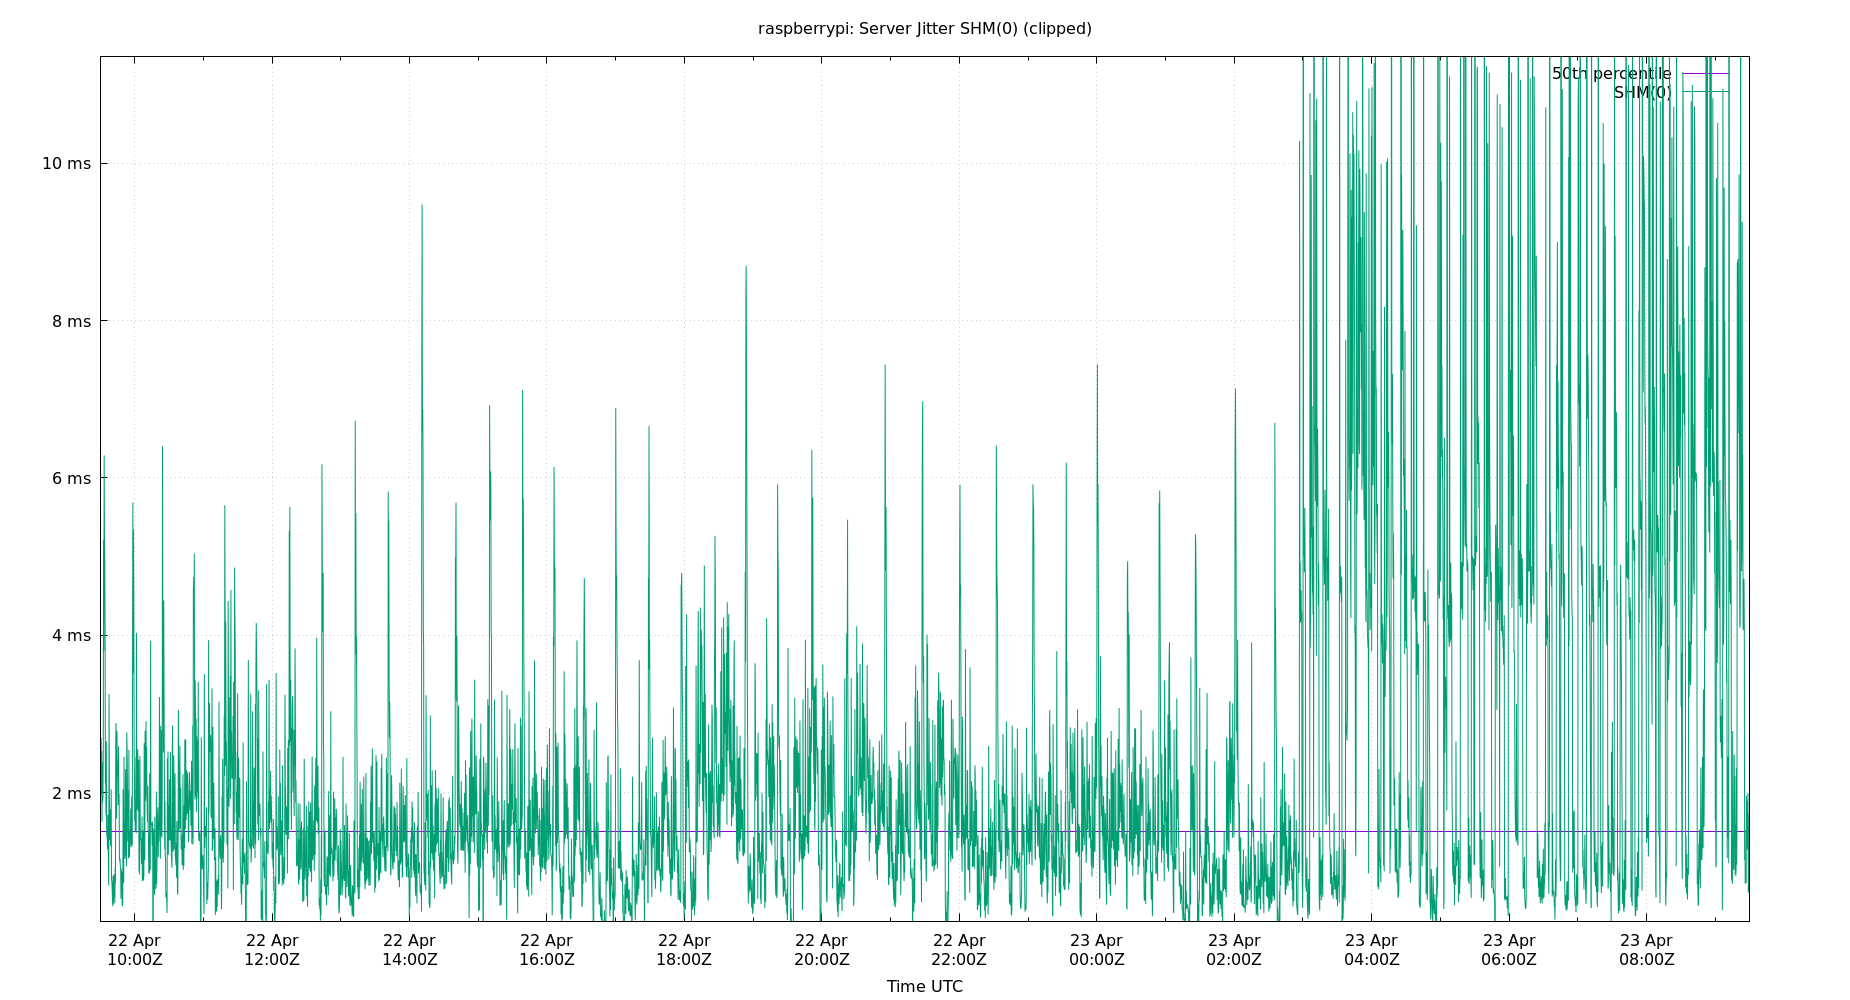 raspberrypi: Server Jitter SHM(0) (clipped)
50th percentile
SHM(0)
10 ms
8 ms
6 ms
4 ms
2 ms
22 Apr 22 Apr 22 Apr 22 Apr 22 Apr 22 Apr 22 Apr 23 Apr 23 Apr 23 Apr 23 Apr 23 Apr
10:00Z 12:00Z 14:00Z 16:00Z 18:00Z 20:00Z 22:00Z 00:00Z 02:00Z 04:00Z 06:00Z 08:00Z
Time UTC